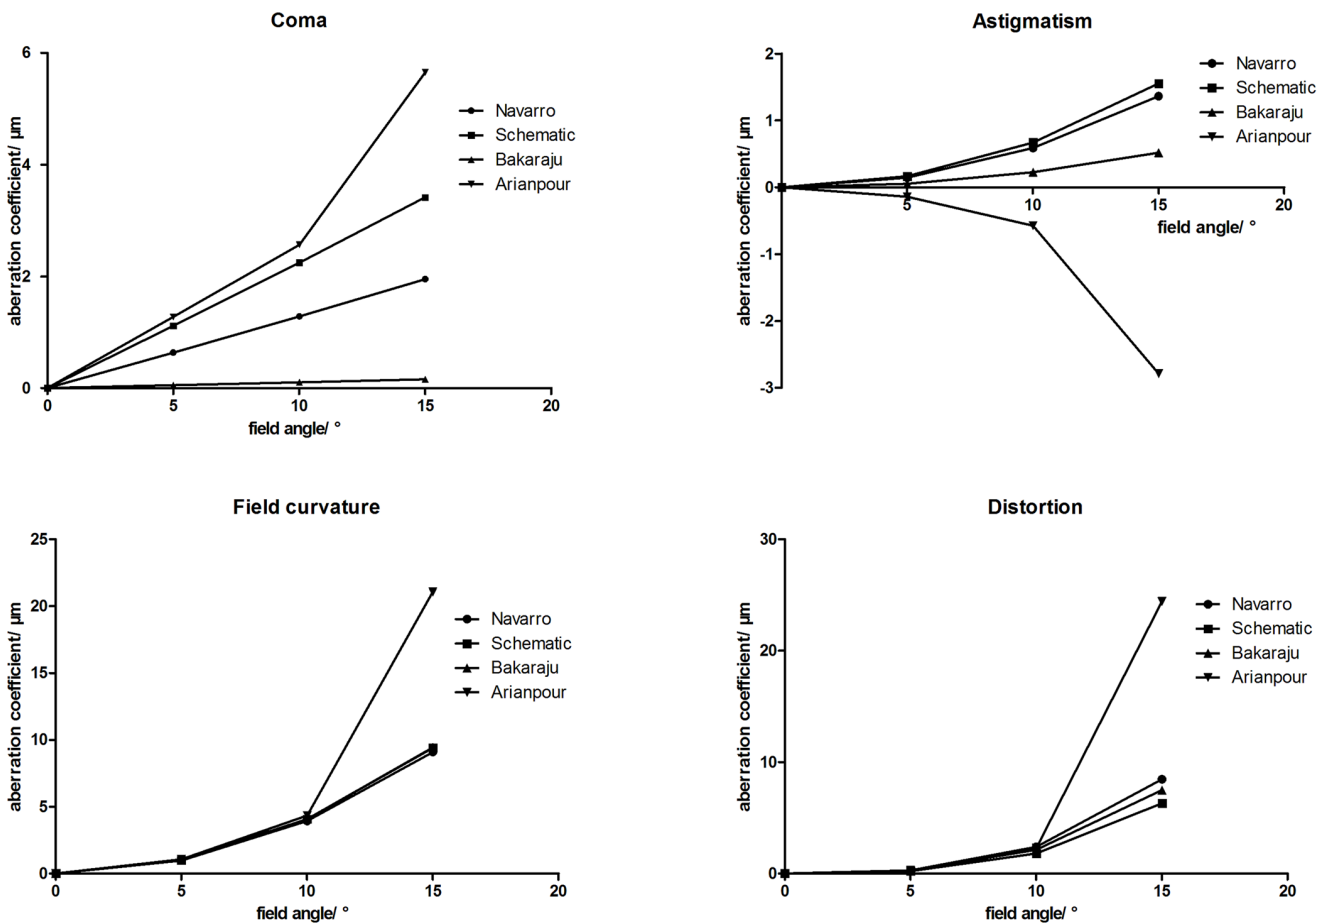 Coma
aberration coefficient/ µm
6
4
2
0
0 5 10 15 20
field angle/ °
Navarro
Schematic
Bakaraju
Arianpour
Astigmatism
aberration coefficient/ µm
2
1
0
-1
-2
-3
5 10 15 20
field angle/ °
Navarro
Schematic
Bakaraju
Arianpour
Field curvature
aberration coefficient/ µm
25
20
15
10
5
0
0 5 10 15 20
field angle/ °
Navarro
Schematic
Bakaraju
Arianpour
Distortion
aberration coefficient/ µm
30
20
10
0
0 5 10 15 20
field angle/ °
Navarro
Schematic
Bakaraju
Arianpour